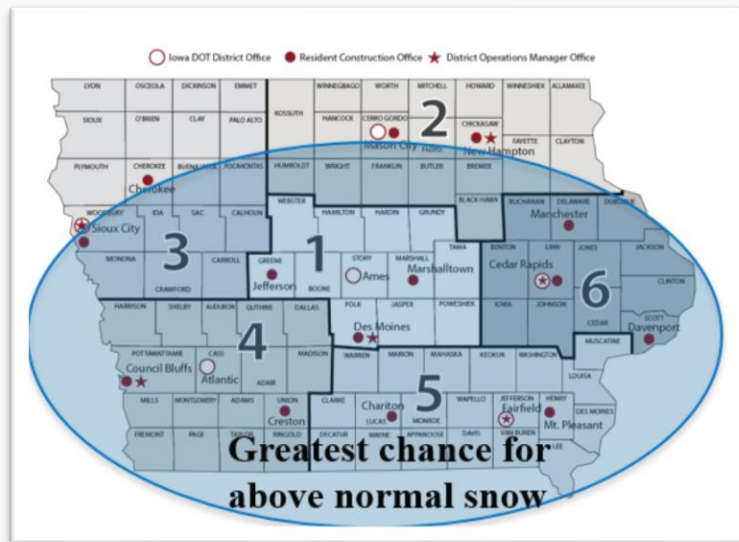 Iowa DOT District Office Resident Construction Office District Operations Manager Office
LYON OSCEOLA DICKINSON EMMET WINNEBAGO WORTH MITCHELL HOWARD WINNESHIEK ALLAMAKEE
KOSSUTH
SIOUX O'BRIEN CLAY PALO ALTO HANCOCK CERRO GORDO 2 CHICKASAW
Mason City FLOYD New Hampton FAYETTE CLAYTON
PLYMOUTH CHEROKEE BUENA VISTA POCAHONTAS HUMBOLDT WRIGHT FRANKLIN BUTLER BREMER
Cherokee
WEBSTER BLACK HAWK BUCHANAN DELAWARE DUBUQUE
WOODBURY IDA SAC CALHOUN HAMILTON HARDIN GRUNDY Manchester
Sioux City
3 1 TAMA BENTON LINN JONES JACKSON
MONONA CARROLL GREENE STORY MARSHALL Cedar Rapids 6
Jefferson Ames Marshalltown CLINTON
CRAWFORD BOONE
HARRISON SHELBY AUDUBON GUTHRIE DALLAS POLK JASPER POWESHIEK IOWA JOHNSON SCOTT
CEDAR
4 Des Moines Davenport
MUSCATINE
POTTAWATTAMIE CASS MADISON WARREN MARION MAHASKA KEOKUK WASHINGTON
Council Bluffs Atlantic ADAIR LOUISA
5
MILLS MONTGOMERY ADAMS UNION CLARKE Chariton WAPELLO JEFFERSON HENRY
Creston LUCAS MONROE Fairfield Mt. Pleasant DES MOINES
FREMONT PAGE TAYLOR RINGGOLD DECATUR WAYNE APPANOOSE DAVIS VAN BUREN LEE
Greatest chance for
above normal snow